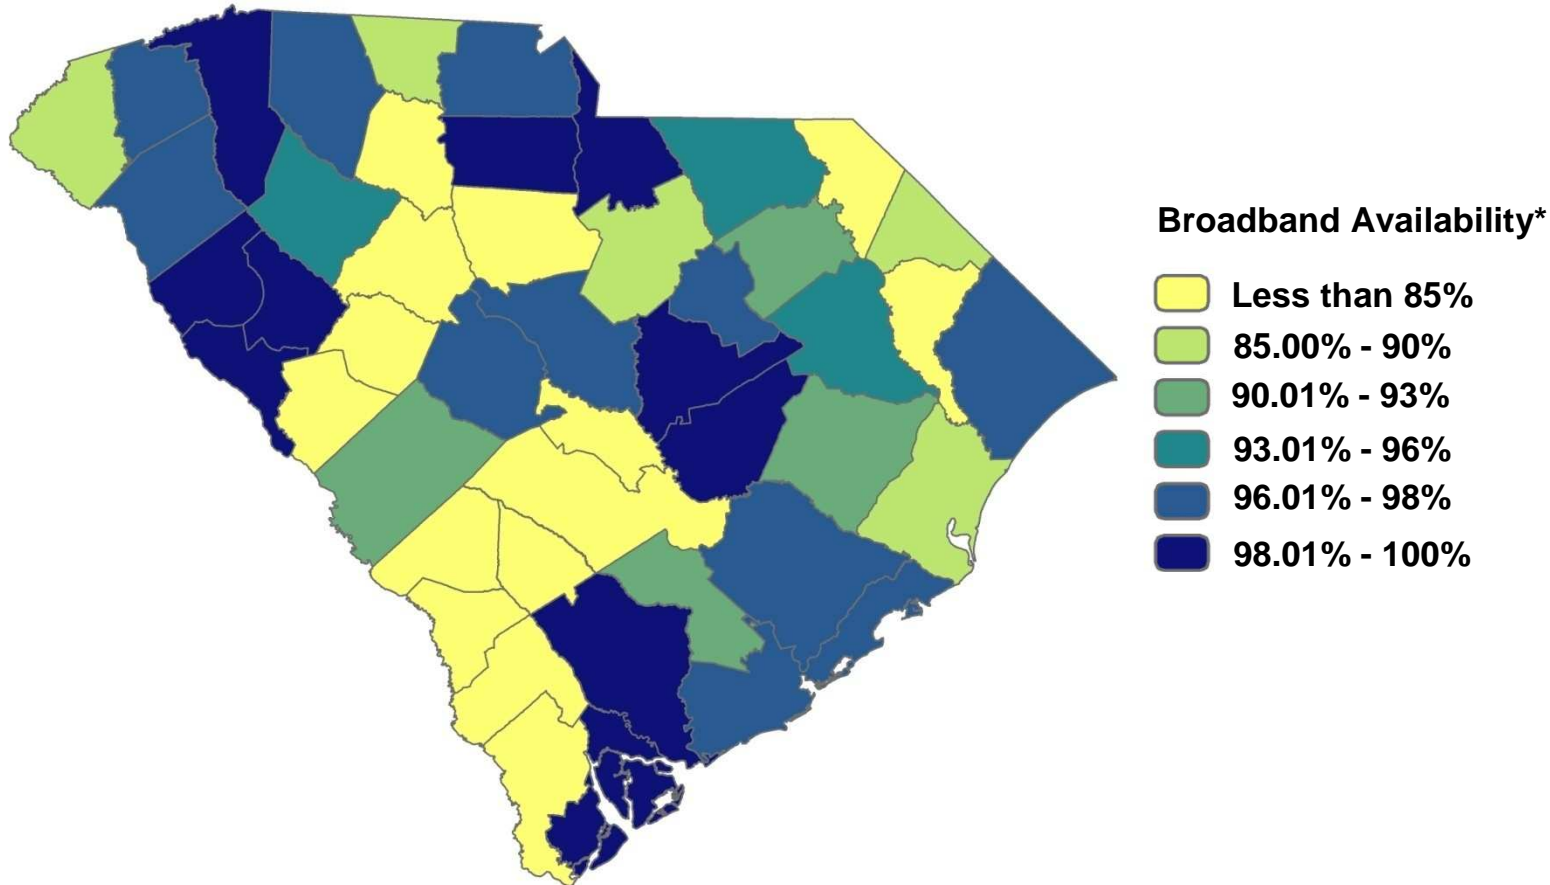 Broadband Availability*
Less than 85%
85.00% - 90%
90.01% - 93%
93.01% - 96%
96.01% - 98%
98.01% - 100%